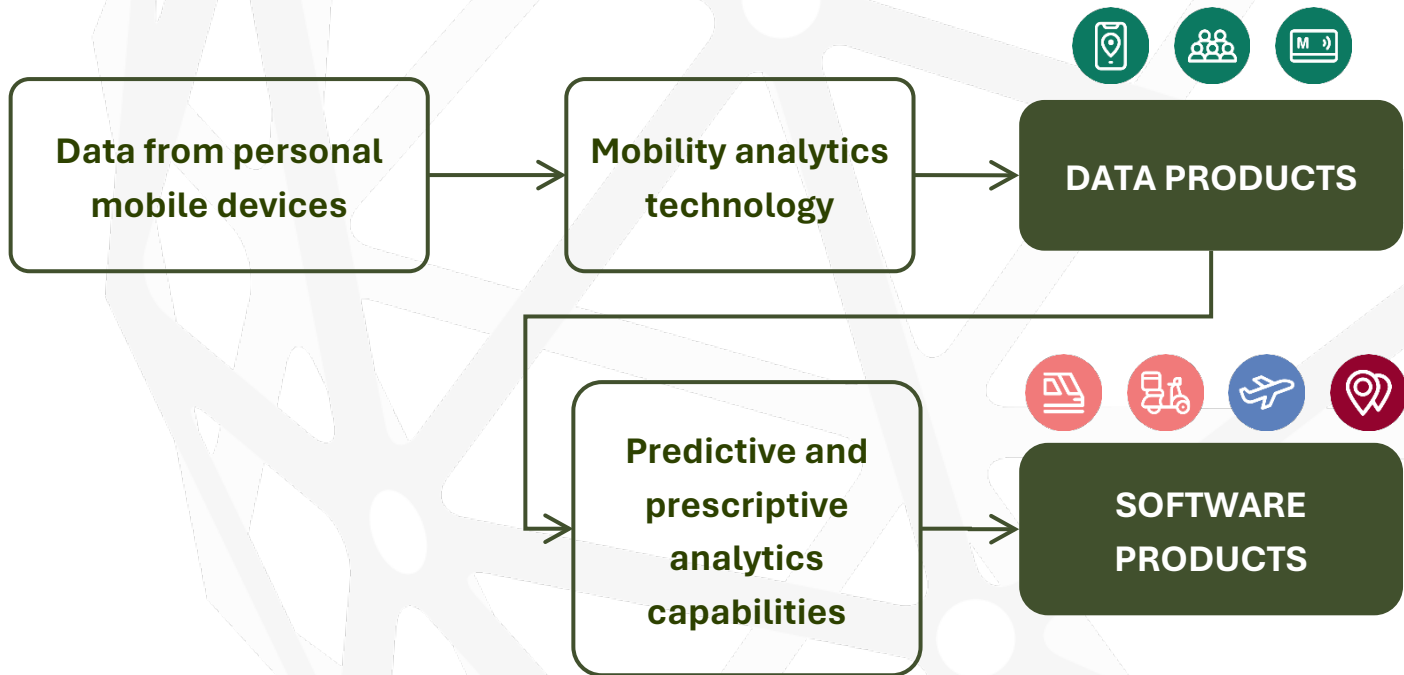 Data from personal
mobile devices
Mobility analytics
technology
M
DATA PRODUCTS
Predictive and
prescriptive
analytics
capabilities
SOFTWARE
PRODUCTS